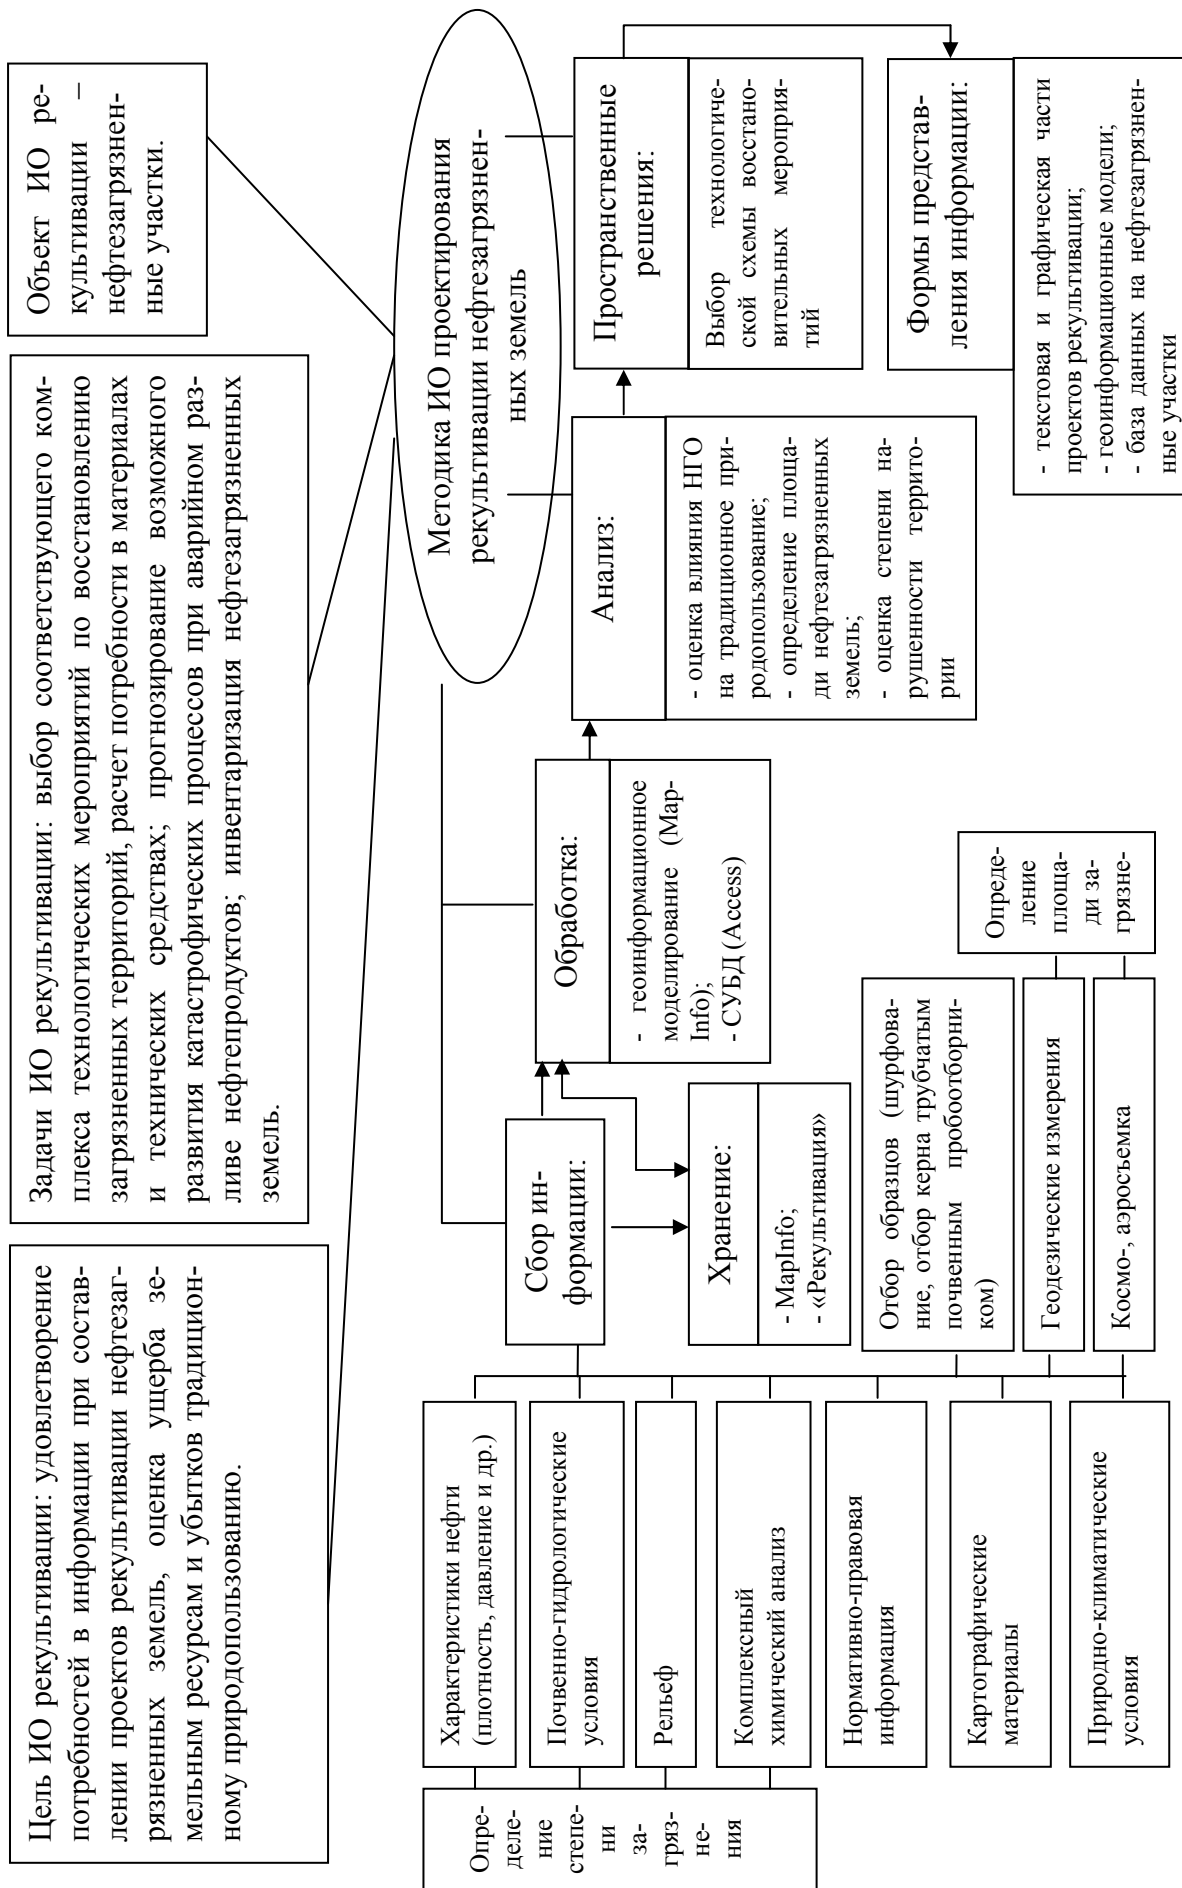 Цель ИО рекультивации: удовлетворение
потребностей в информации при состав-
лении проектов рекультивации нефтезаг-
рязненных земель, оценка ущерба зе-
мельным ресурсам и убытков традицион-
ному природопользованию.
Задачи ИО рекультивации: выбор соответствующего ком-
плекса технологических мероприятий по восстановлению
загрязненных территорий, расчет потребности в материалах
и технических средствах; прогнозирование возможного
развития катастрофических процессов при аварийном раз-
ливе нефтепродуктов; инвентаризация нефтезагрязненных
земель.
Объект ИО ре-
культивации –
нефтезагрязнен-
ные участки.
Методика ИО проектирования
рекультивации нефтезагрязнен-
ных земель
Сбор ин-
формации:
Обработка:
- геоинформационное
моделирование (Map-
Info);
- СУБД (Access)
Анализ:
- оценка влияния НГО
на традиционное при-
родопользование;
- определение площа-
ди нефтезагрязненных
земель;
- оценка степени на-
рушенности террито-
рии
Пространственные
решения:
Выбор технологиче-
ской схемы восстано-
вительных мероприя-
тий
Формы представ-
ления информации:
- текстовая и графическая части
проектов рекультивации;
- геоинформационные модели;
- база данных на нефтезагрязнен-
ные участки
Хранение:
- MapInfo;
- «Рекультивация»
Опре-
деление
степе-
ни за-
гряз-
не-
ния
Характеристики нефти
(плотность, давление и др.)
Почвенно-гидрологические
условия
Рельеф
Комплексный
химический анализ
Нормативно-правовая
информация
Картографические
материалы
Природно-климатические
условия
Отбор образцов (шурфова-
ние, отбор керна трубчатым
почвенным пробоотборни-
ком)
Геодезические измерения
Космо-, аэросъемка
Опреде-
ление
площа-
ди за-
грязне-